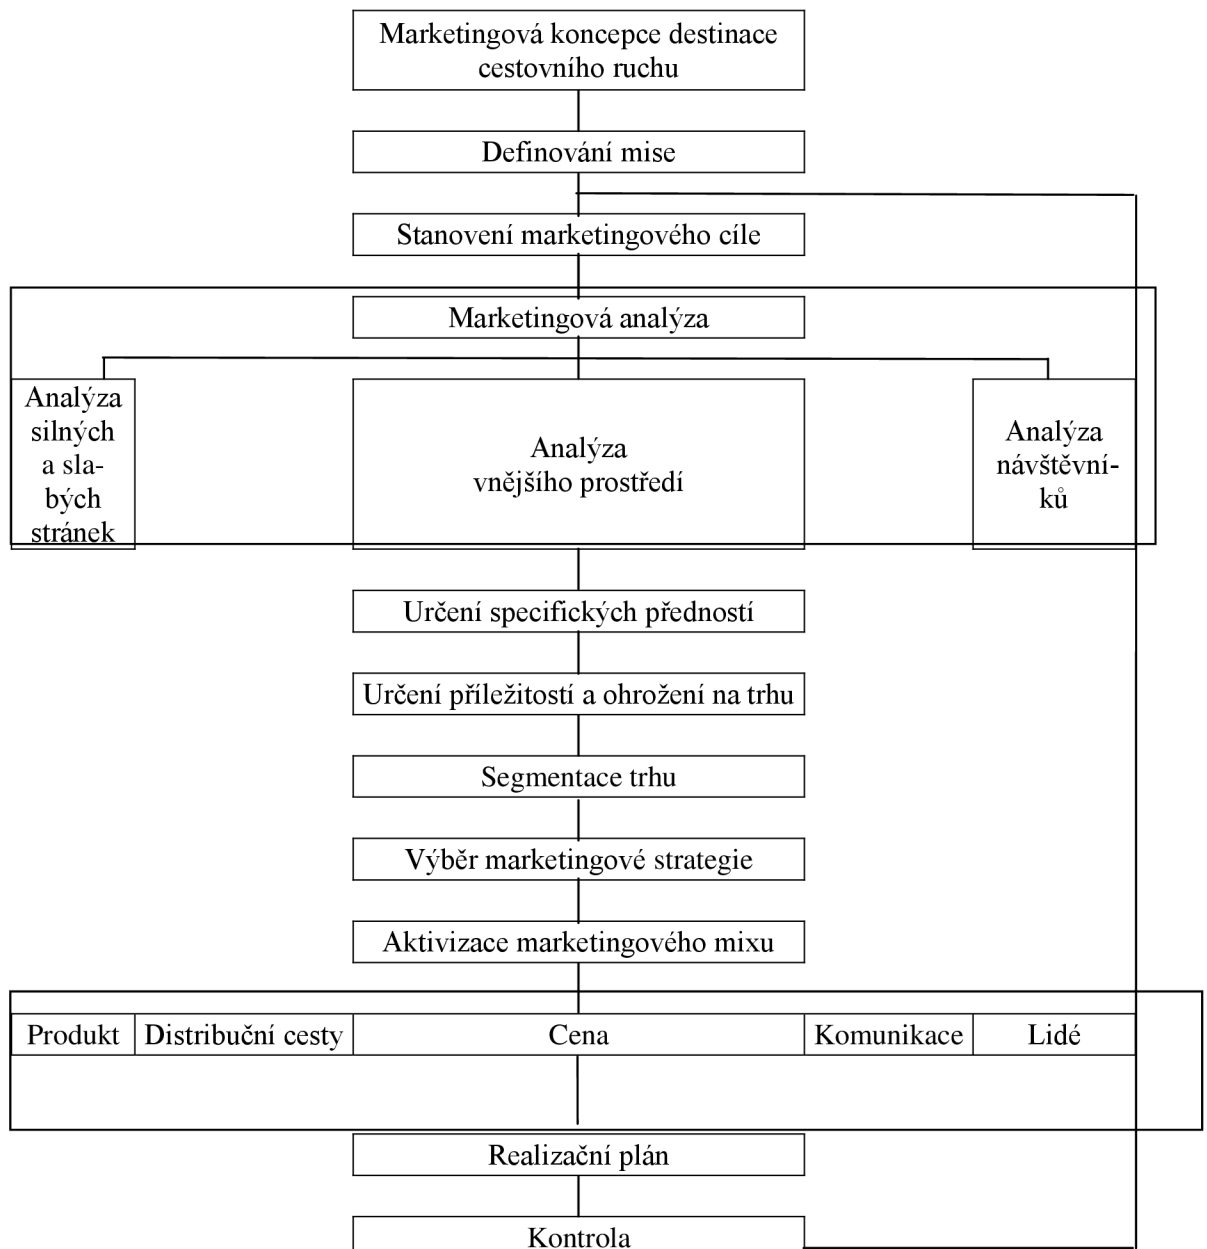 Marketingová koncepce destinace
cestovního ruchu
Definování mise
Stanovení marketingového cíle
Marketingová analýza
Analýza
silných
a sla-
bých
stránek
Analýza
vnějšího prostředí
Analýza
návštěvní-
ků
Určení specifických předností
Určení příležitostí a ohrožení na trhu
Segmentace trhu
Výběr marketingové strategie
Aktivizace marketingového mixu
Produkt
Distribuční cesty
Cena
Komunikace
Lidé
Realizační plán
Kontrola